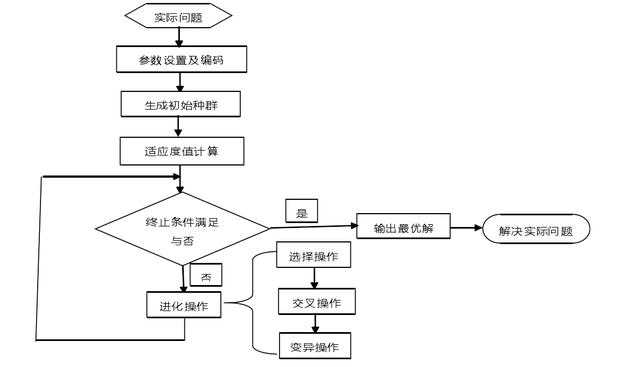 实际问题
参数设置及编码
生成初始种群
适应度值计算
终止条件满足
与否
是
输出最优解
解决实际问题
否
进化操作
选择操作
交叉操作
变异操作